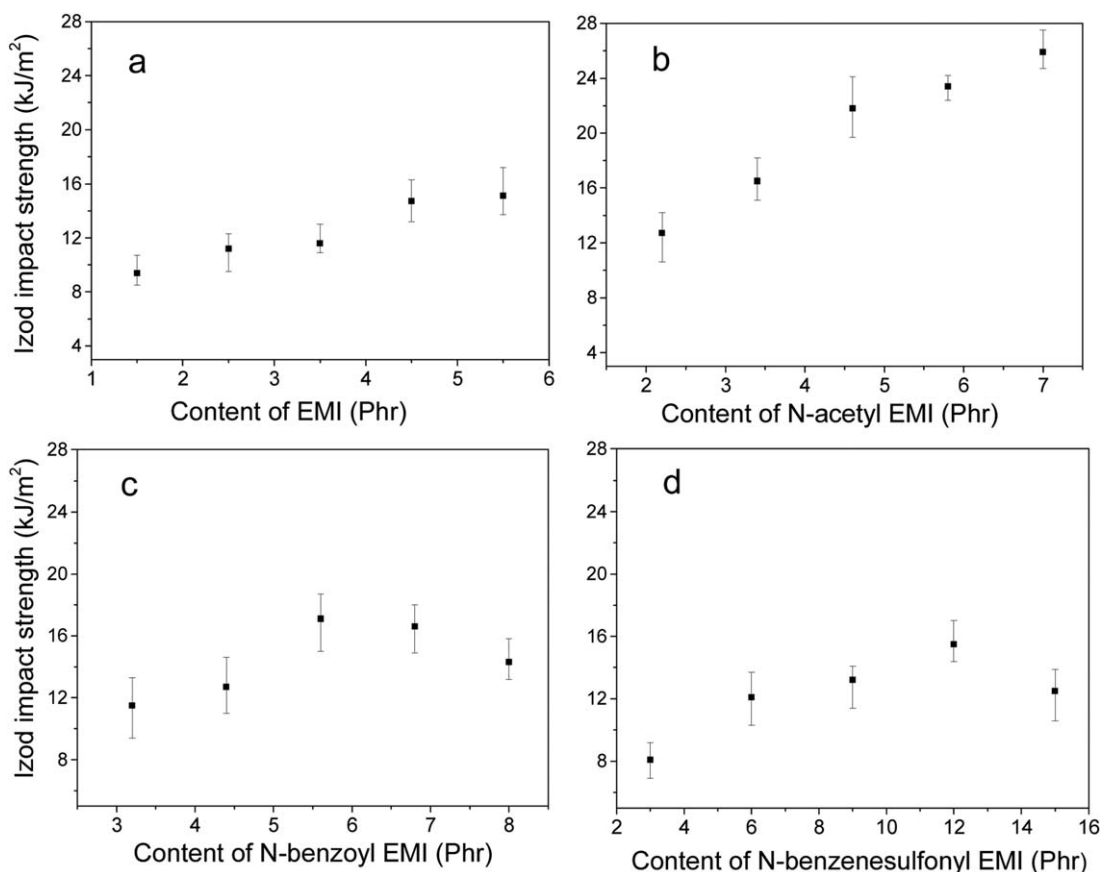 a
Izod impact strength (kJ/m²)
28
24
20
16
12
8
4
1 2 3 4 5 6
Content of EMI (Phr)
b
28
24
20
16
12
8
4
2 3 4 5 6 7
Content of N-acetyl EMI (Phr)
c
Izod impact strength (kJ/m²)
28
24
20
16
12
8
3 4 5 6 7 8
Content of N-benzoyl EMI (Phr)
d
28
24
20
16
12
8
2 4 6 8 10 12 14 16
Content of N-benzenesulfonyl EMI (Phr)